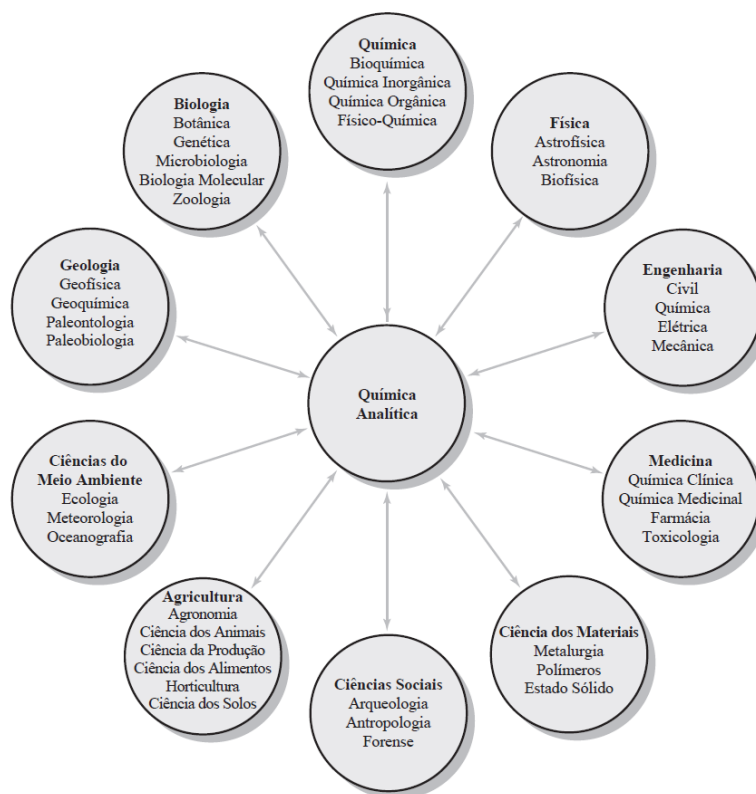 Química
Bioquímica
Química Inorgânica
Química Orgânica
Físico-Química
Biologia
Botânica
Genética
Microbiologia
Biologia Molecular
Zoologia
Física
Astrofísica
Astronomia
Biofísica
Geologia
Geofísica
Geoquímica
Paleontologia
Paleobiologia
Engenharia
Civil
Química
Elétrica
Mecânica
Química
Analítica
Ciências do
Meio Ambiente
Ecologia
Meteorologia
Oceanografia
Medicina
Química Clínica
Química Medicinal
Farmácia
Toxicologia
Agricultura
Agronomia
Ciência dos Animais
Ciência da Produção
Ciência dos Alimentos
Horticultura
Ciência dos Solos
Ciências Sociais
Arqueologia
Antropologia
Forense
Ciência dos Materiais
Metalurgia
Polímeros
Estado Sólido